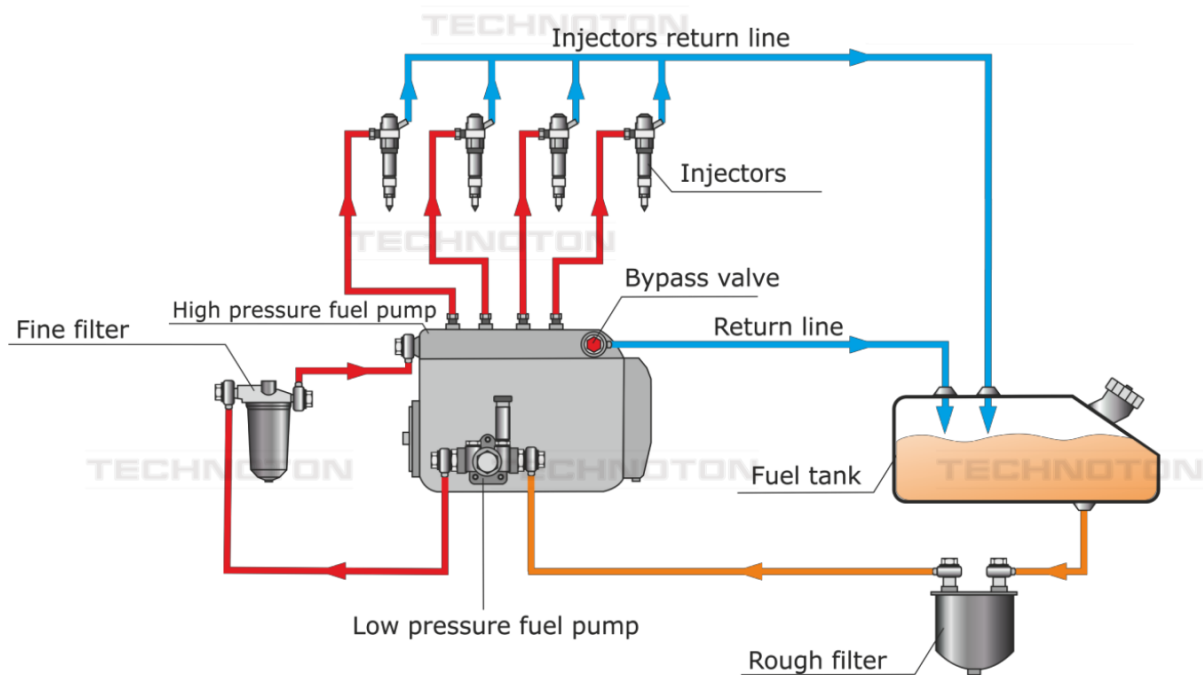 TECHNOTON
Injectors return line
Injectors
TECHNOTON
Bypass valve
High pressure fuel pump
Return line
Fine filter
TECHNOTON
TECHNOTON
TECHNOTON
Fuel tank
Low pressure fuel pump
Rough filter